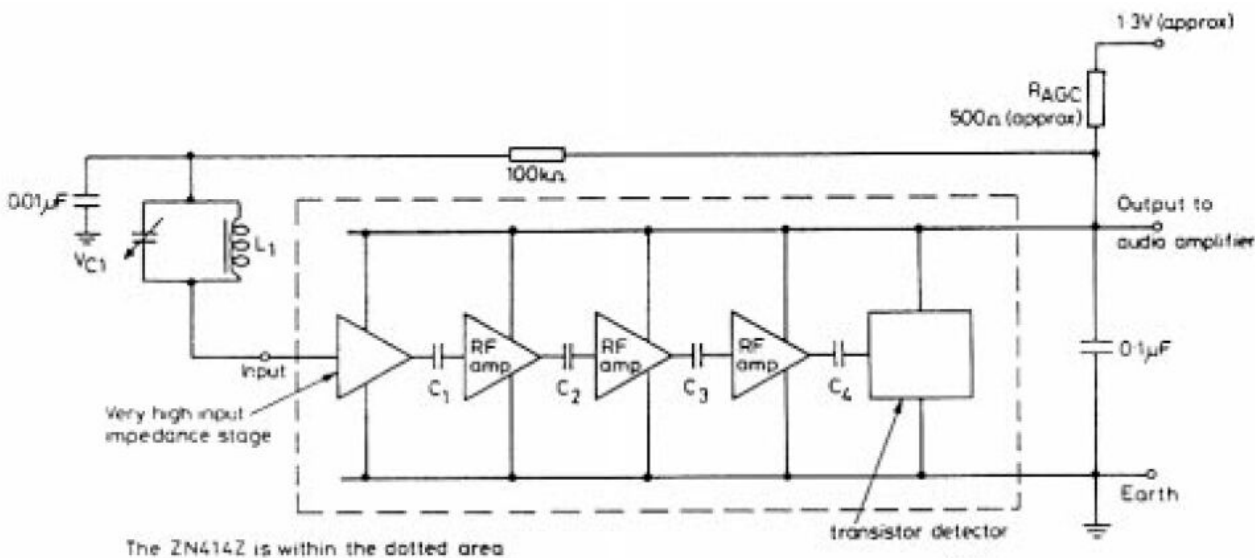 1·3V (approx)
RAGC
500Ω (approx)
100kΩ
0.01μF
VC1
L1
Output to
audio amplifier
Input
RF
amp
RF
amp
RF
amp
C1
C2
C3
C4
0·1μF
Very high input
impedance stage
Earth
transistor detector
The ZN414Z is within the dotted area